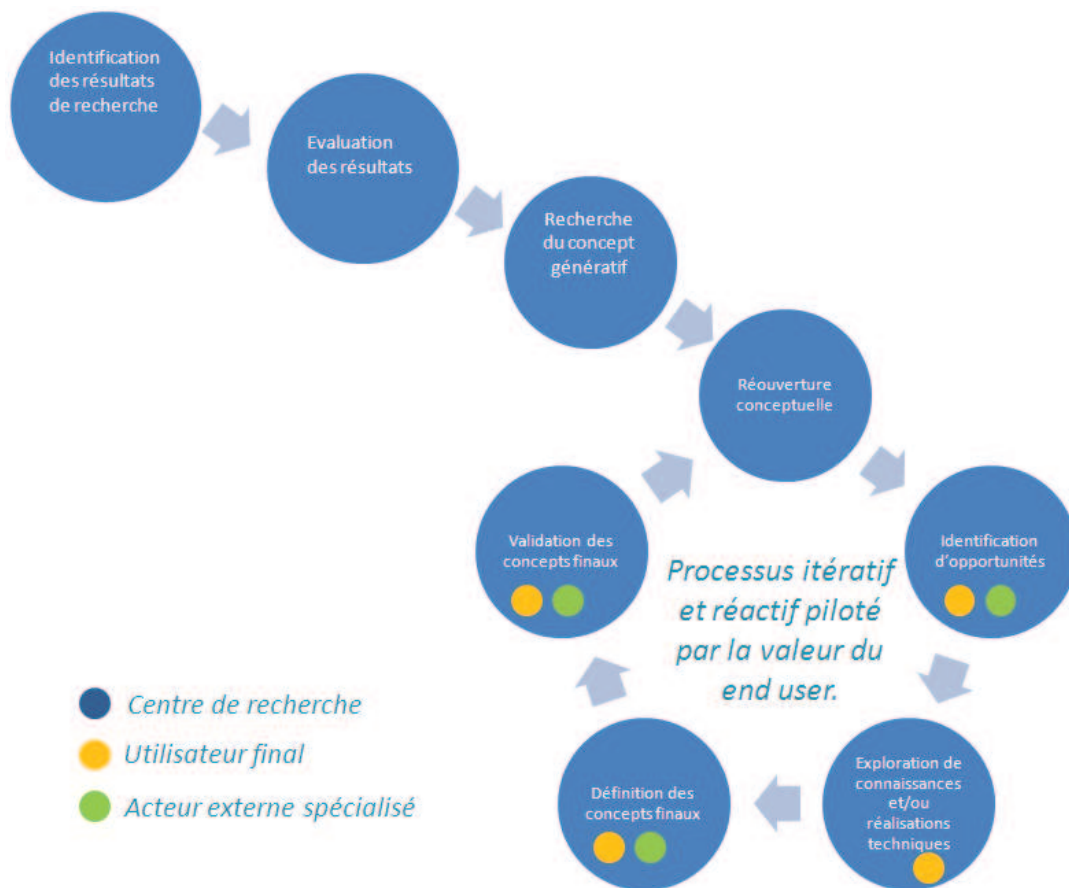 Identification
des résultats
de recherche
Evaluation
des résultats
Recherche
du concept
génératif
Réouverture
conceptuelle
Identification
d'opportunités
Exploration de
connaissances
et/ou
réalisations
techniques
Définition des
concepts finaux
Validation des
concepts finaux
Processus itératif
et réactif piloté
par la valeur du
end user.
Centre de recherche
Utilisateur final
Acteur externe spécialisé